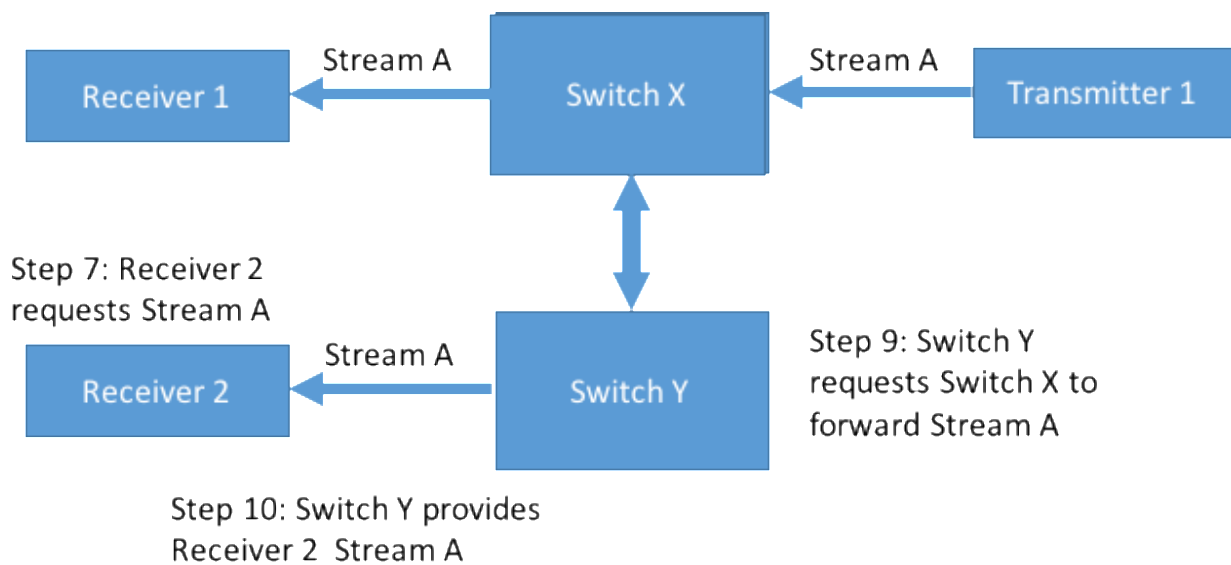 Stream A
Stream A
Receiver 1
Switch X
Transmitter 1
Step 7: Receiver 2
requests Stream A
Stream A
Receiver 2
Switch Y
Step 9: Switch Y
requests Switch X to
forward Stream A
Step 10: Switch Y provides
Receiver 2 Stream A